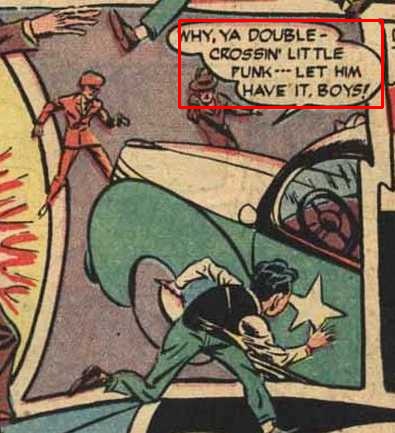 WHY, YA DOUBLE-
CROSSIN' LITTLE
PUNK--- LET HIM
HAVE IT, BOYS!